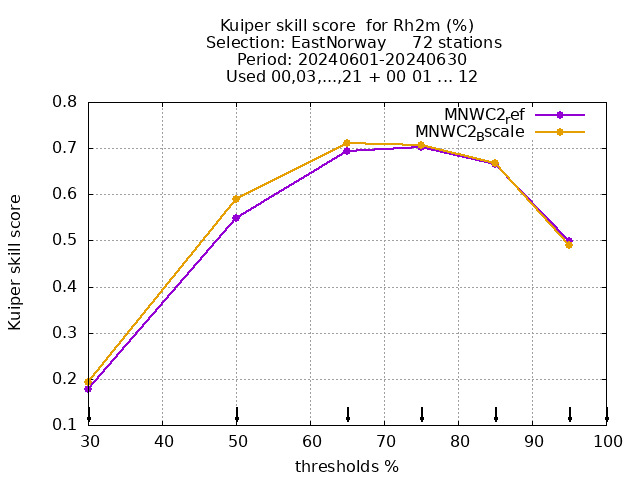 Kuiper skill score  for Rh2m (%)
Selection: EastNorway     72 stations
Period: 20240601-20240630
Used 00,03,...,21 + 00 01 ... 12
MNWC2ref
MNWC2Bscale
0.8
0.7
0.6
0.5
0.4
0.3
0.2
0.1
Kuiper skill score
30 40 50 60 70 80 90 100
thresholds %